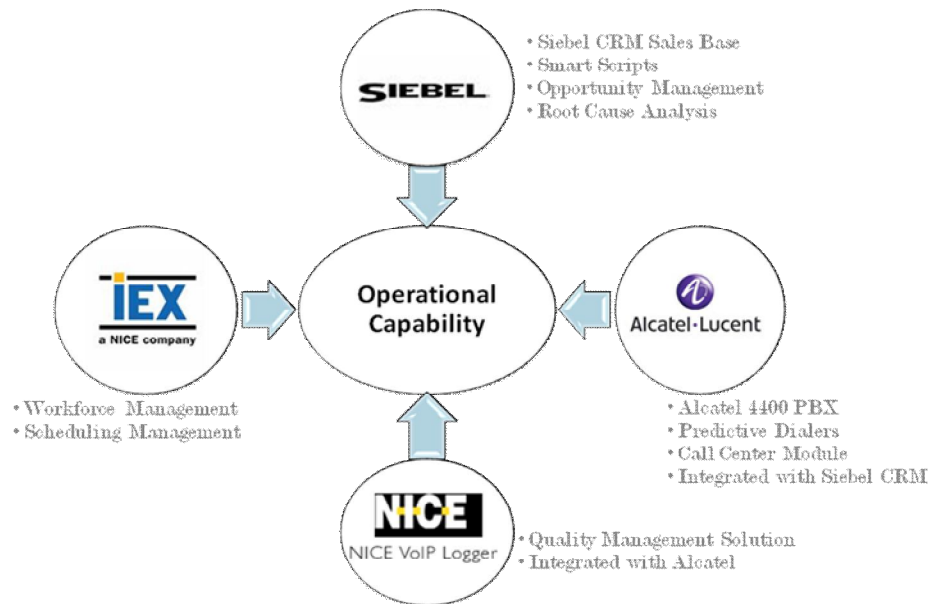 SIEBEL
• Siebel CRM Sales Base
• Smart Scripts
• Opportunity Management
• Root Cause Analysis
iEX
a NICE company
• Workforce Management
• Scheduling Management
Operational
Capability
Alcatel·Lucent
• Alcatel 4400 PBX
• Predictive Dialers
• Call Center Module
• Integrated with Siebel CRM
NICE
NICE VoIP Logger
• Quality Management Solution
• Integrated with Alcatel